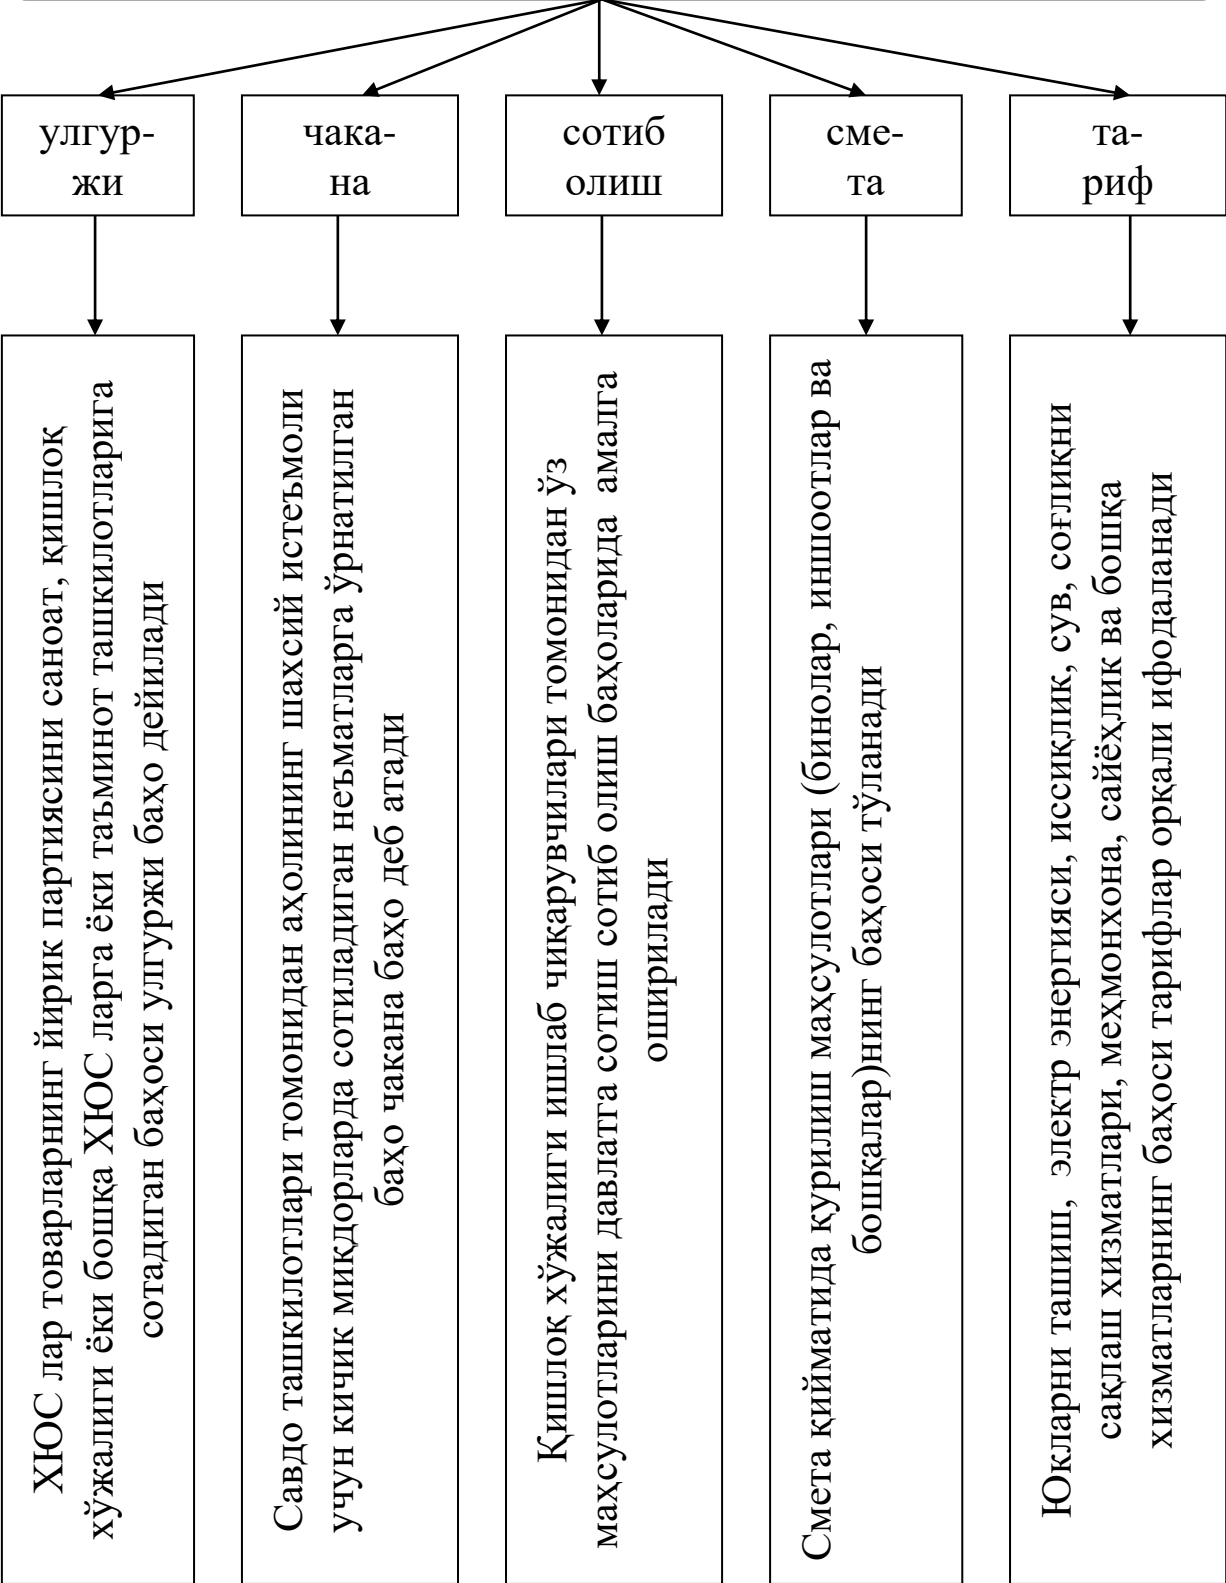 улгур-
жи
чака-
на
сотиб
олиш
сме-
та
та-
риф
ХЮС лар товарларнинг йирик партиясини саноат, қишлоқ
хўжалиги ёки бошқа ХЮС ларга ёки таъминот ташкилотларига
сотадиган баҳоси улгуржи баҳо дейилади
Савдо ташкилотлари томонидан аҳолининг шахсий истеъмоли
учун кичик миқдорларда сотиладиган неъматларга ўрнатилган
баҳо чакана баҳо деб атади
Қишлоқ хўжалиги ишлаб чиқарувчилари томонидан ўз
маҳсулотларини давлатга сотиш сотиб олиш баҳоларида амалга
оширилади
Смета қийматида қурилиш маҳсулотлари (бинолар, иншоотлар ва
бошқалар)нинг баҳоси тўланади
Юкларни ташиш, электр энергияси, иссиқлик, сув, соғлиқни
сақлаш хизматлари, меҳмонхона, сайёҳлик ва бошқа
хизматларнинг баҳоси тарифлар орқали ифодаланади